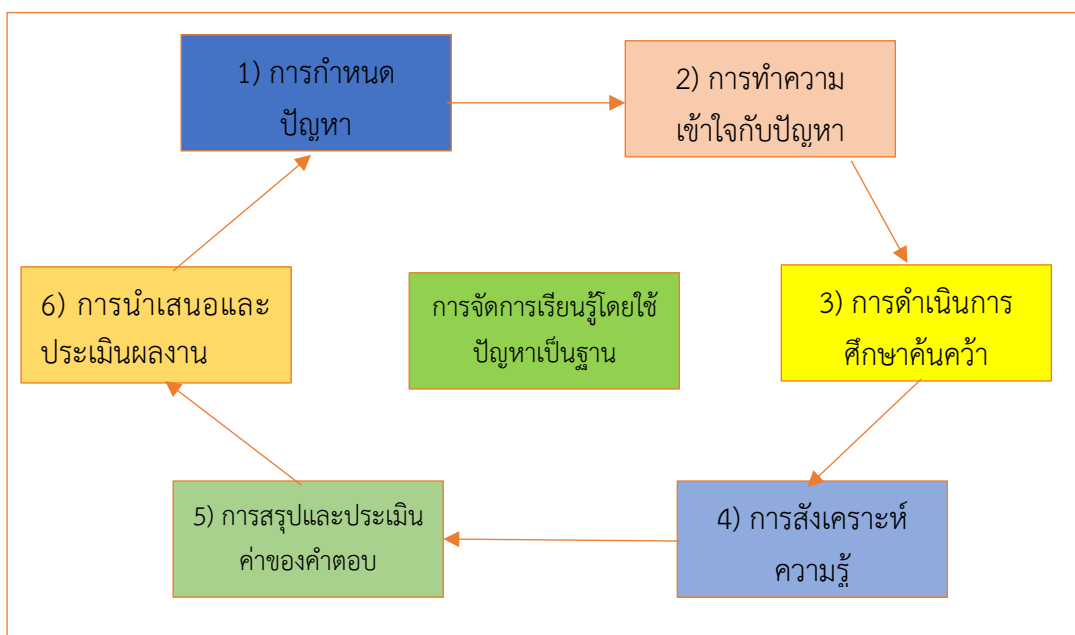 1) การกำหนด
ปัญหา
2) การทำความ
เข้าใจกับปัญหา
3) การดำเนินการ
ศึกษาค้นคว้า
4) การสังเคราะห์
ความรู้
5) การสรุปและประเมิน
ค่าของคำตอบ
6) การนำเสนอและ
ประเมินผลงาน
การจัดการเรียนรู้โดยใช้
ปัญหาเป็นฐาน